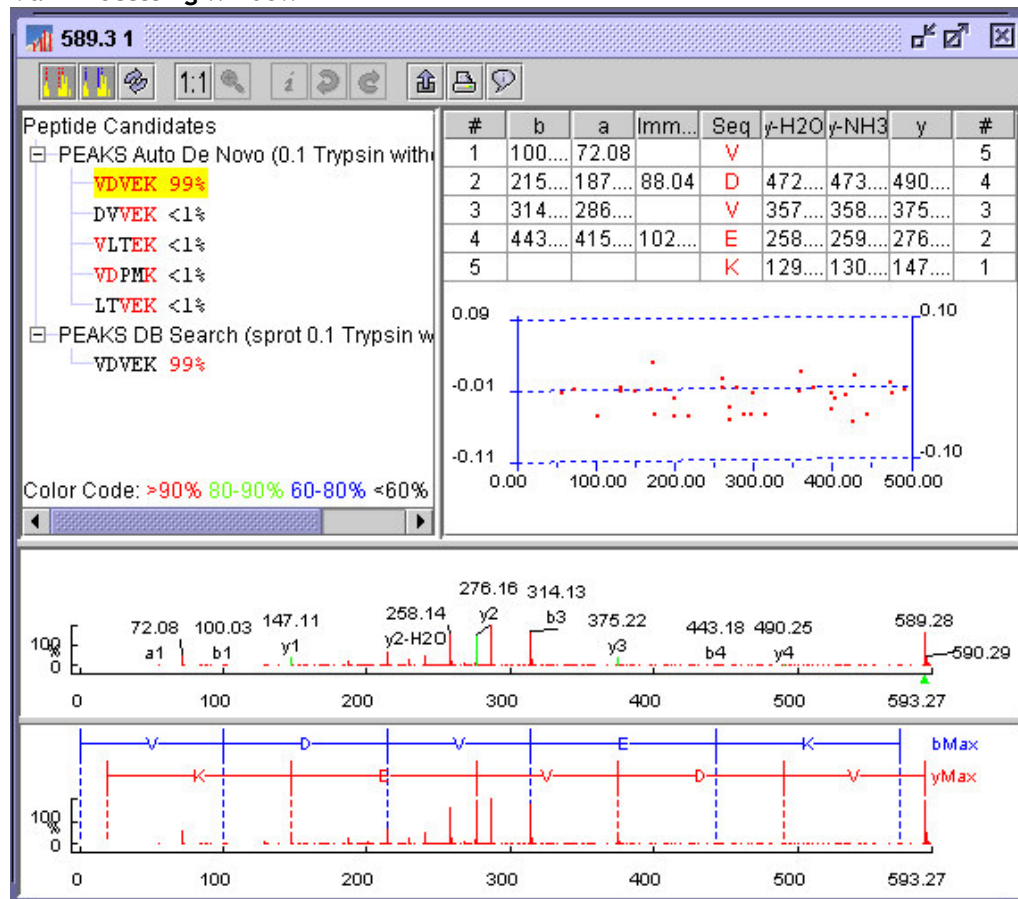 589.3 1
1:1
Peptide Candidates
PEAKS Auto De Novo (0.1 Trypsin with
VDVEK 99%
DVVEK <1%
VLTEK <1%
VDPMK <1%
LTVEK <1%
PEAKS DB Search (sprot 0.1 Trypsin w
VDVEK 99%
Color Code: >90% 80-90% 60-80% <60%
# b a Imm... Seq y-H2O y-NH3 y #
1 100.... 72.08 V 5
2 215.... 187.... 88.04 D 472.... 473.... 490.... 4
3 314.... 286.... V 357.... 358.... 375.... 3
4 443.... 415.... 102.... E 258.... 259.... 276.... 2
5 K 129.... 130.... 147.... 1
0.09 0.10
-0.01
-0.11 -0.10
0.00 100.00 200.00 300.00 400.00 500.00
276.16 314.13
72.08 100.03 147.11 258.14 y2 b3 375.22 443.18 490.25 589.28
a1 b1 y1 y2-H2O y3 b4 y4
100 %
0
590.29
0 100 200 300 400 500 593.27
V D V E K bMax
K E V D V yMax
100 %
0
0 100 200 300 400 500 593.27